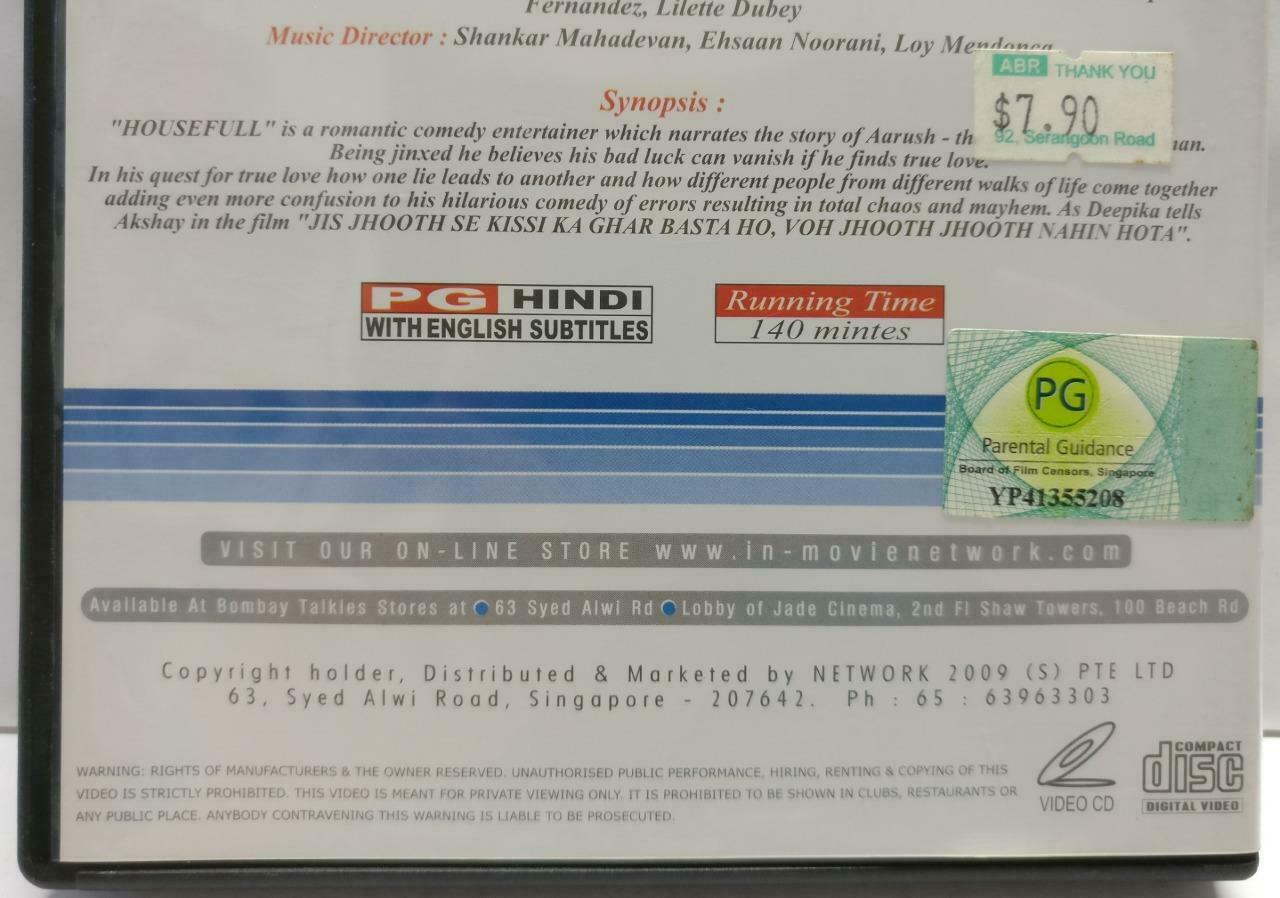 Fernandez, Lilette Dubey
Music Director : Shankar Mahadevan, Ehsaan Noorani, Loy Mendonca
ABR THANK YOU
$7.90
92, Serangoon Road
Synopsis :
"HOUSEFULL" is a romantic comedy entertainer which narrates the story of Aarush - th
Being jinxed he believes his bad luck can vanish if he finds true love.
In his quest for true love how one lie leads to another and how different people from different walks of life come together
adding even more confusion to his hilarious comedy of errors resulting in total chaos and mayhem. As Deepika tells
Akshay in the film "JIS JHOOTH SE KISSI KA GHAR BASTA HO, VOH JHOOTH JHOOTH NAHIN HOTA".
PG HINDI
WITH ENGLISH SUBTITLES
Running Time
140 mintes
PG
Parental Guidance
Board of Film Censors, Singapore
YP41355208
VISIT OUR ON-LINE STORE www.in-movienetwork.com
Available At Bombay Talkies Stores at ● 63 Syed Alwi Rd ● Lobby of Jade Cinema, 2nd Fl Shaw Towers, 100 Beach Rd
Copyright holder, Distributed & Marketed by NETWORK 2009 (S) PTE LTD
63, Syed Alwi Road, Singapore - 207642. Ph : 65 : 63963303
WARNING: RIGHTS OF MANUFACTURERS & THE OWNER RESERVED. UNAUTHORISED PUBLIC PERFORMANCE, HIRING, RENTING & COPYING OF THIS
VIDEO IS STRICTLY PROHIBITED. THIS VIDEO IS MEANT FOR PRIVATE VIEWING ONLY. IT IS PROHIBITED TO BE SHOWN IN CLUBS, RESTAURANTS OR
ANY PUBLIC PLACE. ANYBODY CONTRAVENING THIS WARNING IS LIABLE TO BE PROSECUTED.
VIDEO CD
COMPACT
disc
DIGITAL VIDEO